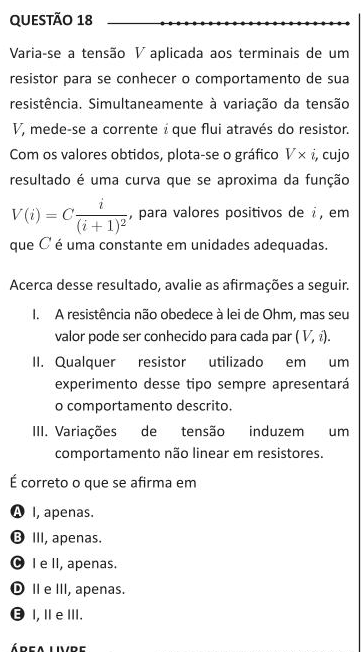 QUESTÃO 18
Varia-se a tensão V aplicada aos terminais de um
resistor para se conhecer o comportamento de sua
resistência. Simultaneamente à variação da tensão
V, mede-se a corrente i que flui através do resistor.
Com os valores obtidos, plota-se o gráfico V × i, cujo
resultado é uma curva que se aproxima da função
V(i) = C i/(i + 1)², para valores positivos de i, em
que C é uma constante em unidades adequadas.
Acerca desse resultado, avalie as afirmações a seguir.
I. A resistência não obedece à lei de Ohm, mas seu
valor pode ser conhecido para cada par (V, i).
II. Qualquer resistor utilizado em um
experimento desse tipo sempre apresentará
o comportamento descrito.
III. Variações de tensão induzem um
comportamento não linear em resistores.
É correto o que se afirma em
A I, apenas.
B III, apenas.
C I e II, apenas.
D II e III, apenas.
E I, II e III.
ÁREA LIVRE